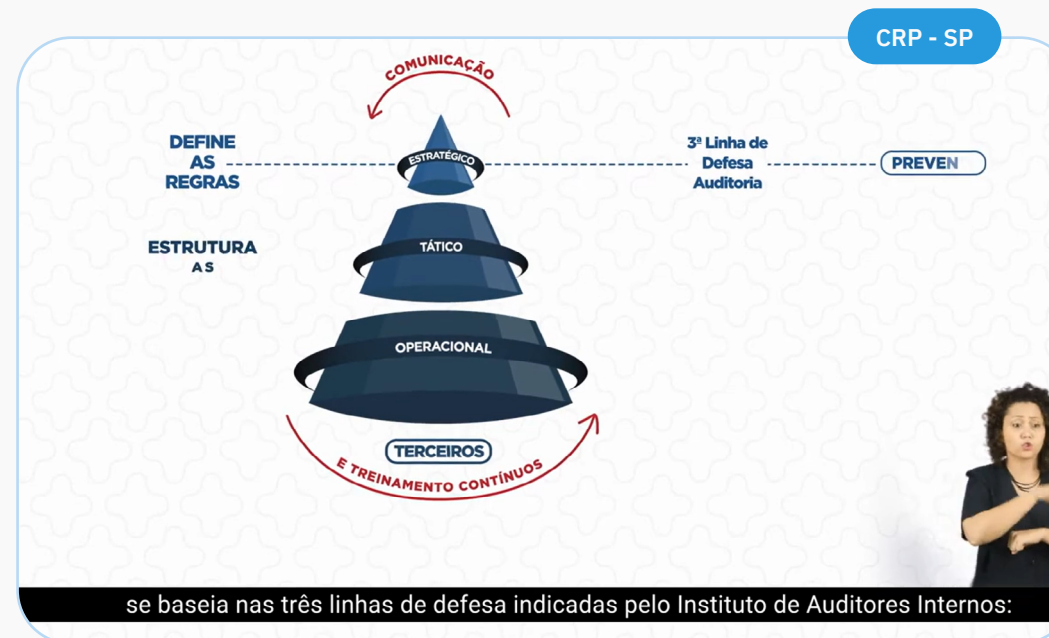 CRP - SP
COMUNICAÇÃO
DEFINE
AS
REGRAS
ESTRATÉGICO
3ª Linha de
Defesa
Auditoria
PREVEN
ESTRUTURA
AS
TÁTICO
OPERACIONAL
TERCEIROS
E TREINAMENTO CONTÍNUOS
se baseia nas três linhas de defesa indicadas pelo Instituto de Auditores Internos: